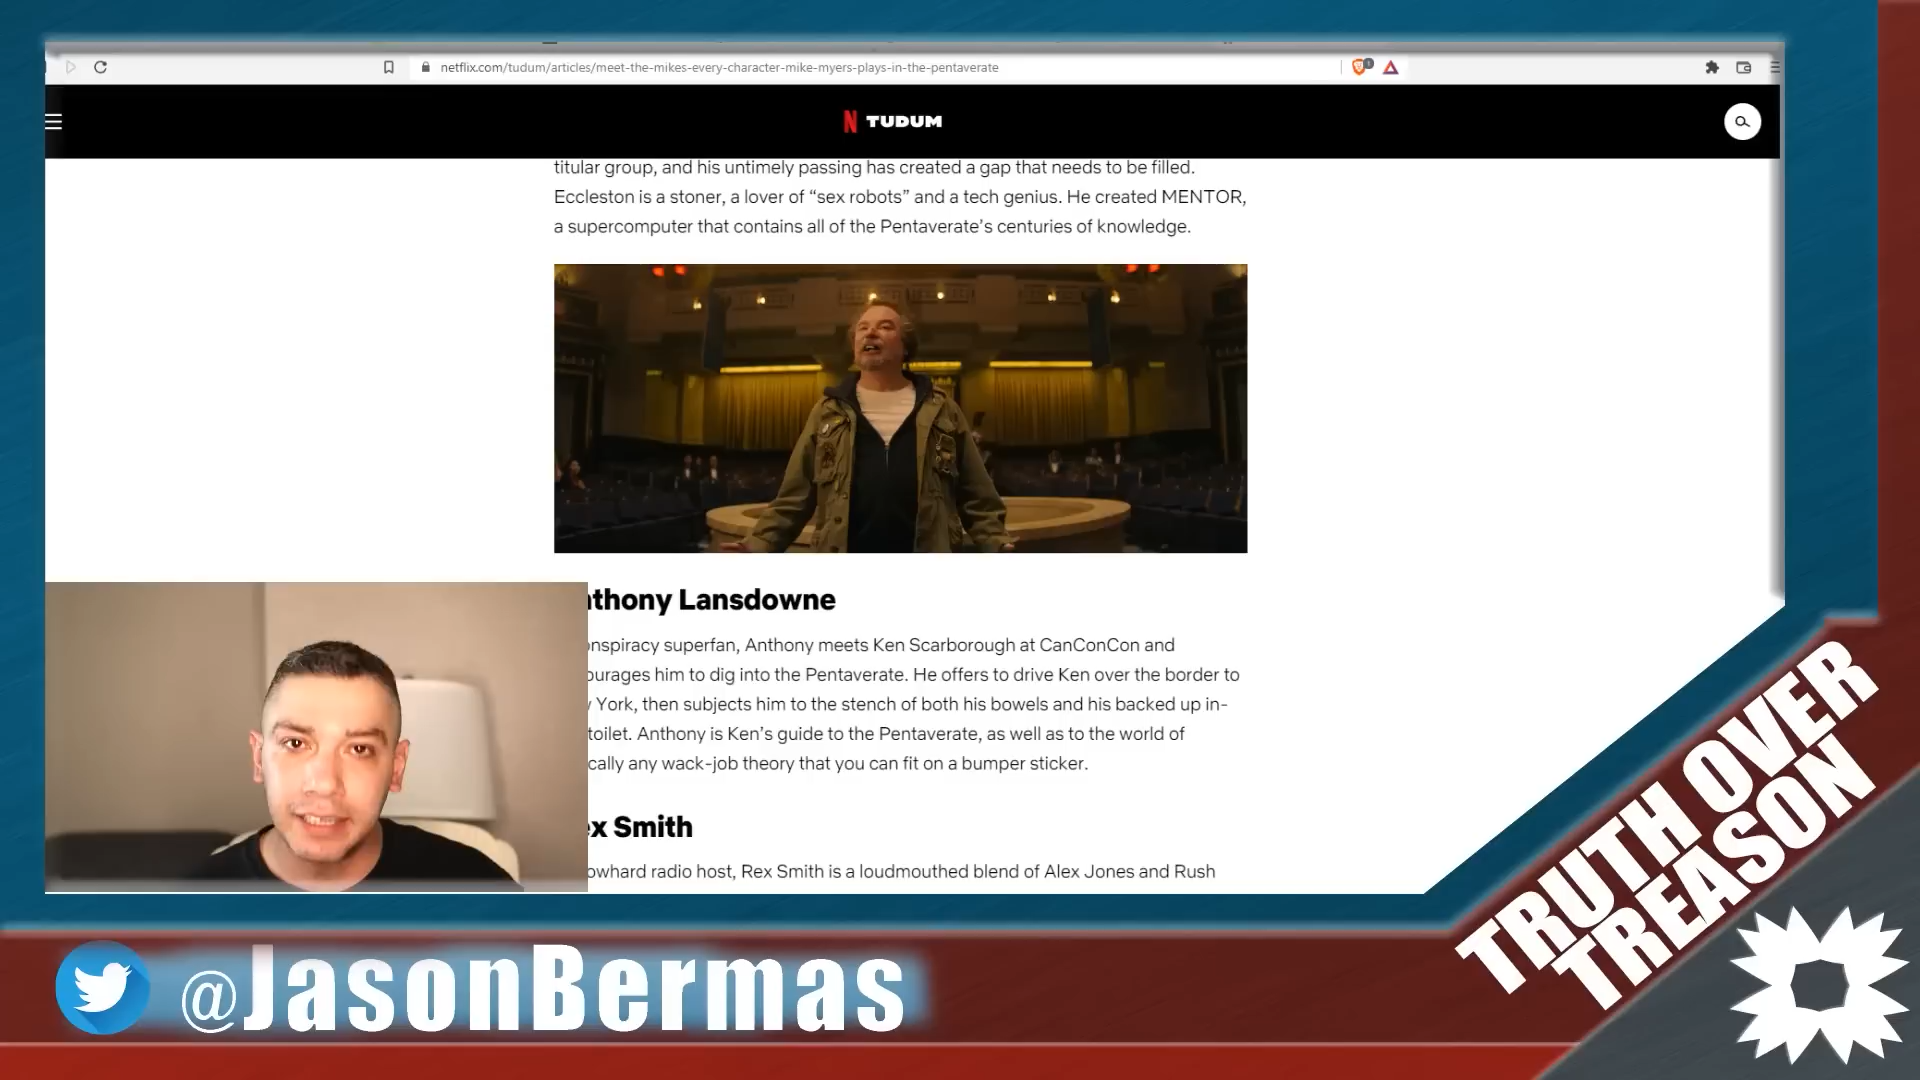 netflix.com/tudum/articles/meet-the-mikes-every-character-mike-myers-plays-in-the-pentaverate
N TUDUM
titular group, and his untimely passing has created a gap that needs to be filled.
Eccleston is a stoner, a lover of “sex robots” and a tech genius. He created MENTOR,
a supercomputer that contains all of the Pentaverate’s centuries of knowledge.
thony Lansdowne
nspiracy superfan, Anthony meets Ken Scarborough at CanConCon and
ourages him to dig into the Pentaverate. He offers to drive Ken over the border to
York, then subjects him to the stench of both his bowels and his backed up in-
toilet. Anthony is Ken’s guide to the Pentaverate, as well as to the world of
cally any wack-job theory that you can fit on a bumper sticker.
ex Smith
owhard radio host, Rex Smith is a loudmouthed blend of Alex Jones and Rush
TRUTH OVER
TREASON
@JasonBermas